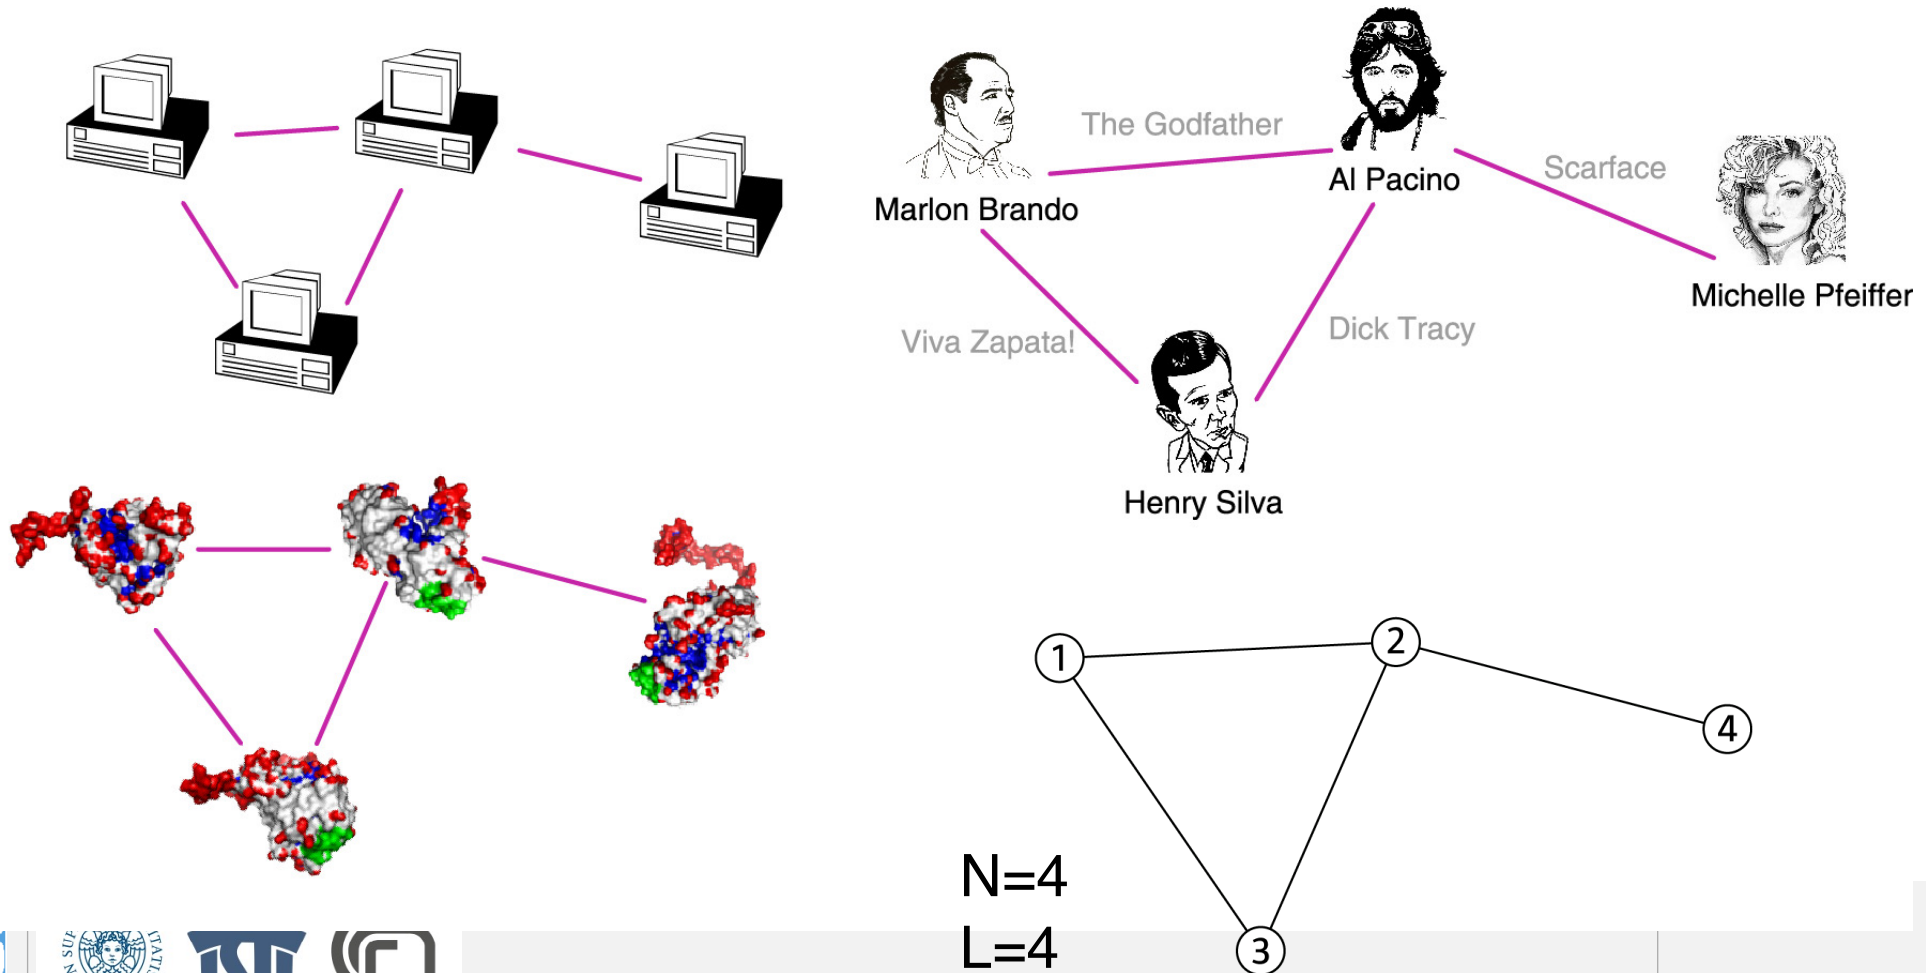 The Godfather
Scarface
Marlon Brando
Al Pacino
Michelle Pfeiffer
Viva Zapata!
Dick Tracy
Henry Silva
1
2
4
3
N=4
L=4